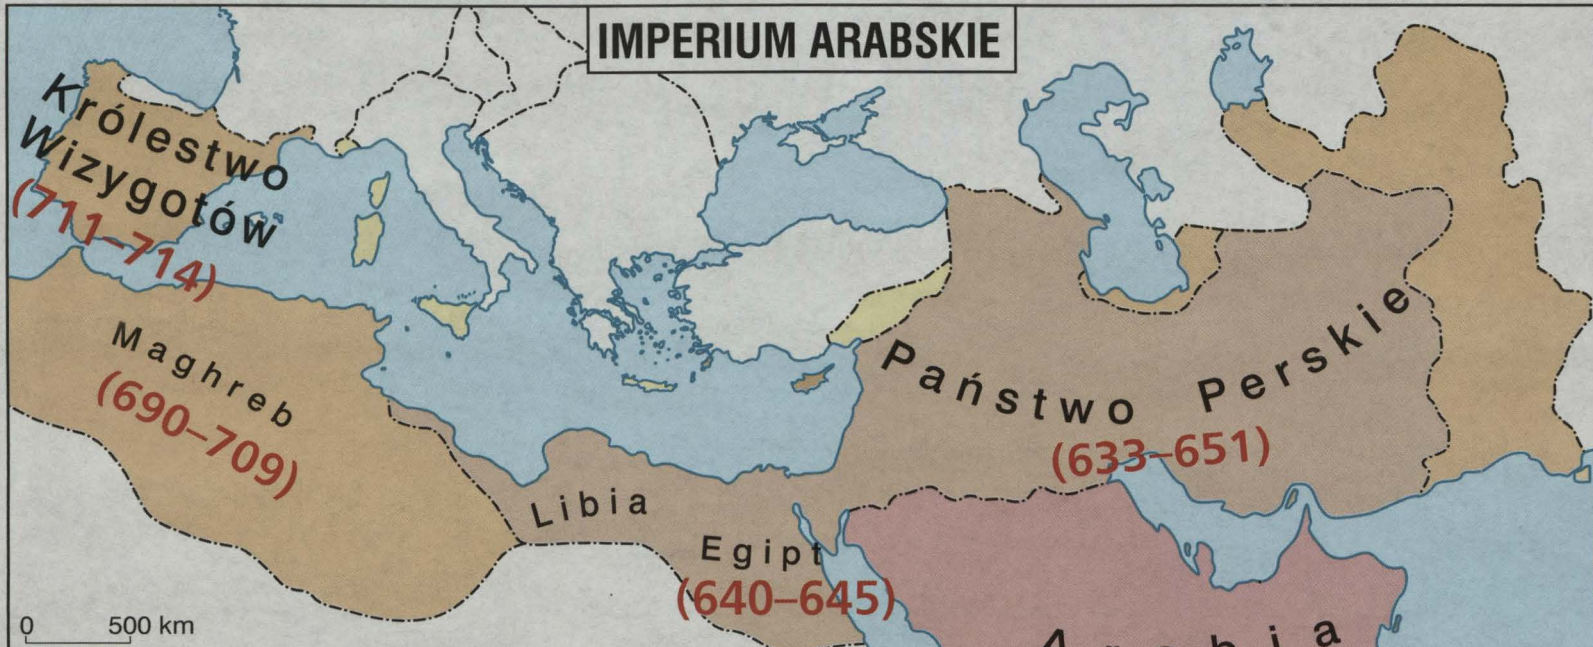 IMPERIUM ARABSKIE
Królestwo
Wizygotów
(711–714)
Maghreb
(690–709)
Państwo Perskie
(633–651)
Libia
Egipt
(640–645)
Arabia
0 500 km